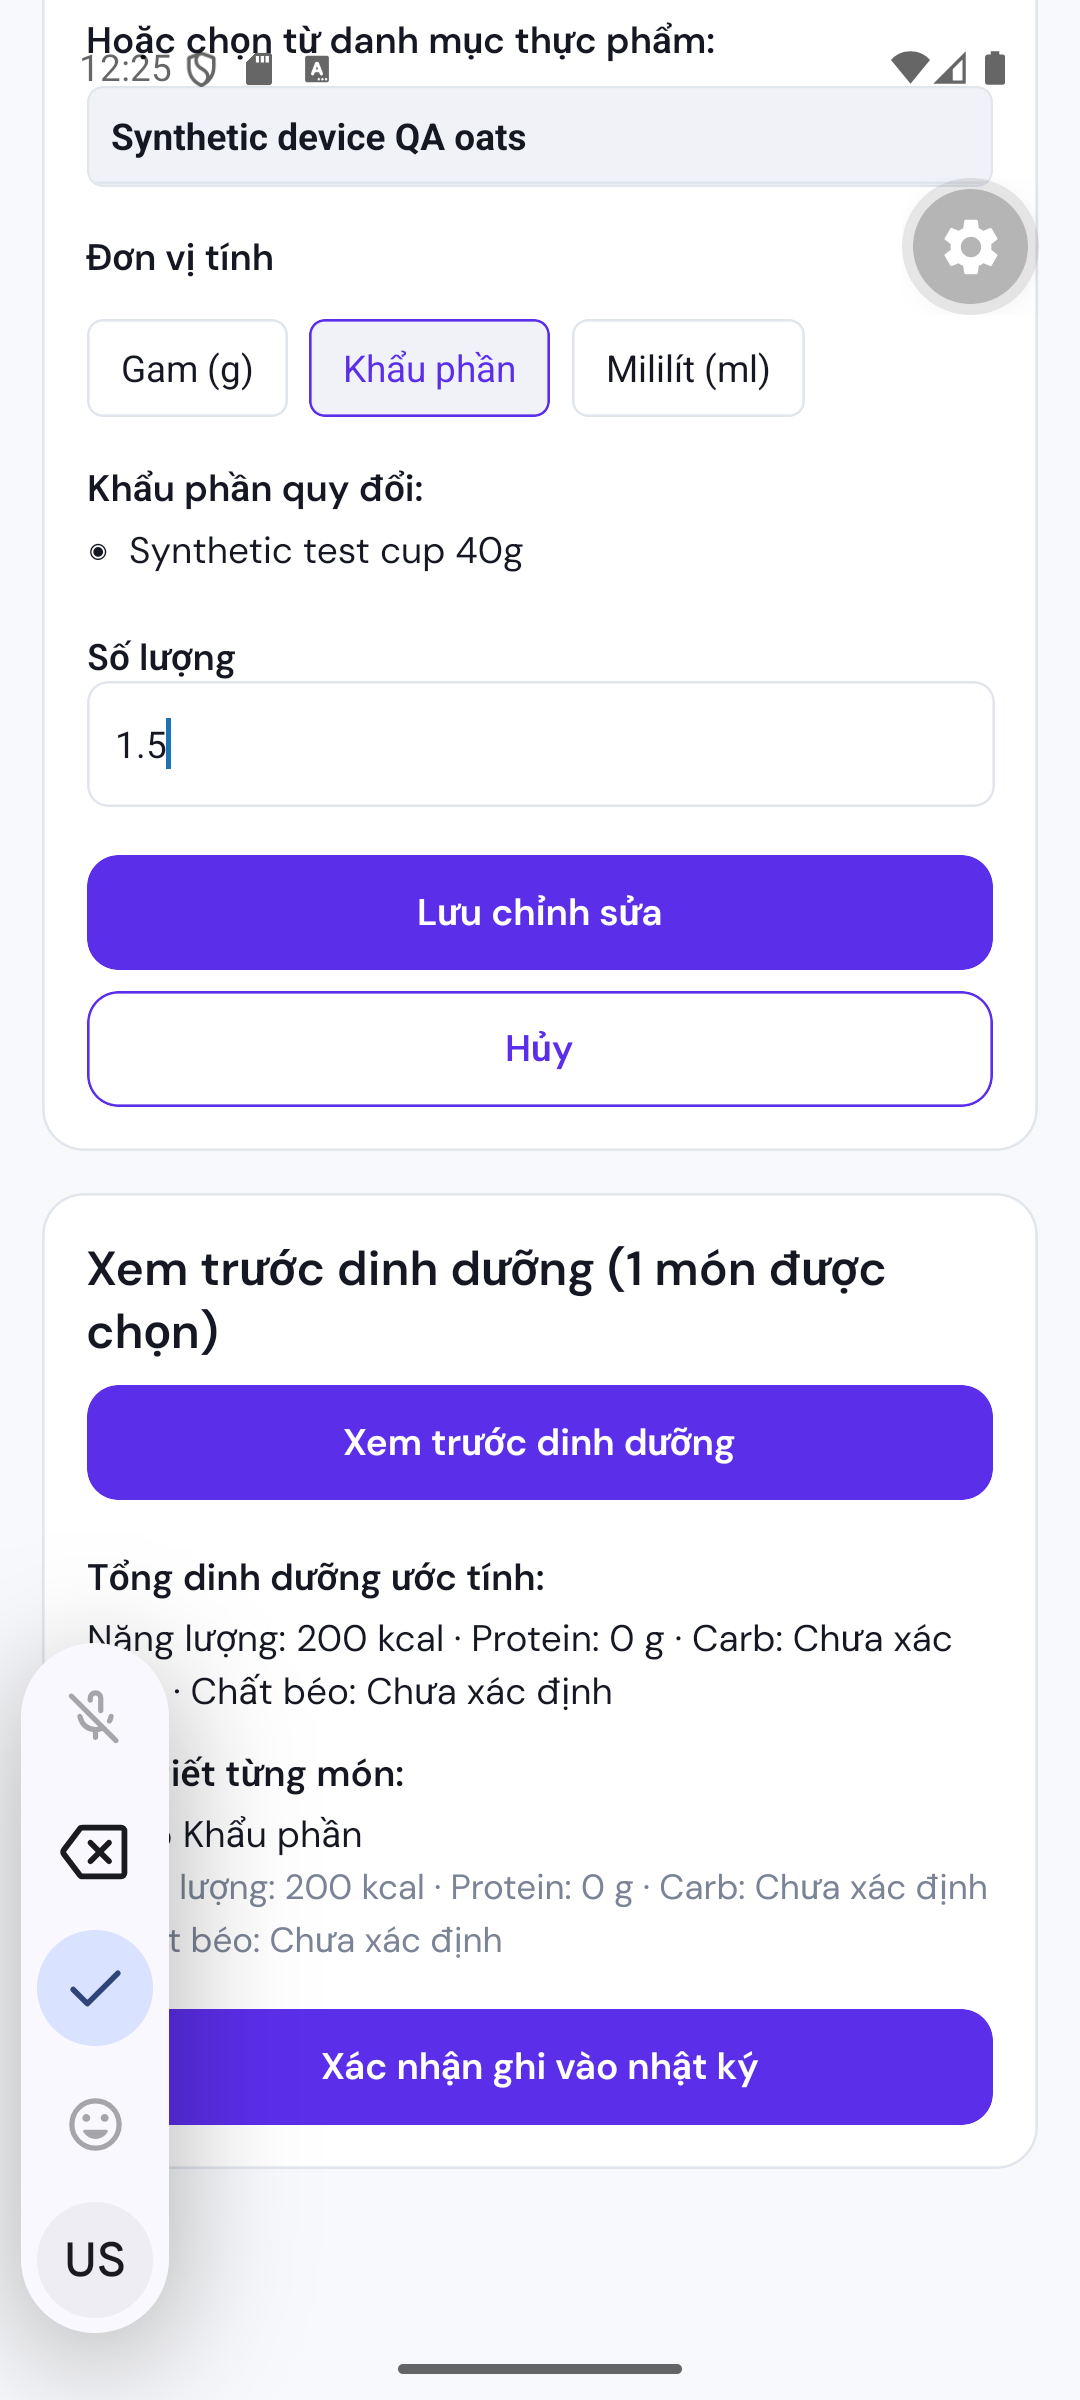 Hoặc chọn từ danh mục thực phẩm:
12:25
Synthetic device QA oats
Đơn vị tính
Gam (g)
Khẩu phần
Mililít (ml)
Khẩu phần quy đổi:
Synthetic test cup 40g
Số lượng
1.5
Lưu chỉnh sửa
Hủy
Xem trước dinh dưỡng (1 món được
chọn)
Xem trước dinh dưỡng
Tổng dinh dưỡng ước tính:
Năng lượng: 200 kcal · Protein: 0 g · Carb: Chưa xác
· Chất béo: Chưa xác định
từng món:
Khẩu phần
lượng: 200 kcal · Protein: 0 g · Carb: Chưa xác định
béo: Chưa xác định
Xác nhận ghi vào nhật ký
US